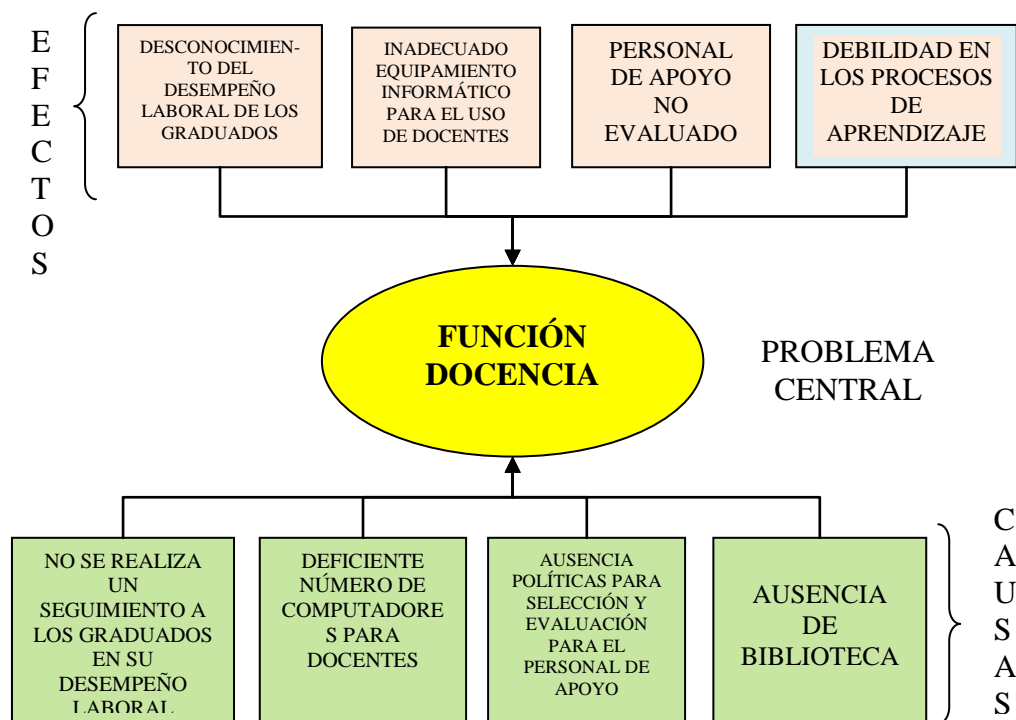 E
F
E
C
T
O
S
DESCONOCIMIEN-
TO DEL
DESEMPEÑO
LABORAL DE LOS
GRADUADOS
INADECUADO
EQUIPAMIENTO
INFORMÁTICO
PARA EL USO
DE DOCENTES
PERSONAL
DE APOYO
NO
EVALUADO
DEBILIDAD EN
LOS PROCESOS
DE
APRENDIZAJE
FUNCIÓN
DOCENCIA
PROBLEMA
CENTRAL
NO SE REALIZA
UN
SEGUIMIENTO A
LOS GRADUADOS
EN SU
DESEMPEÑO
LABORAL
DEFICIENTE
NÚMERO DE
COMPUTADORE
S PARA
DOCENTES
AUSENCIA
POLÍTICAS PARA
SELECCIÓN Y
EVALUACIÓN
PARA EL
PERSONAL DE
APOYO
AUSENCIA
DE
BIBLIOTECA
C
A
U
S
A
S